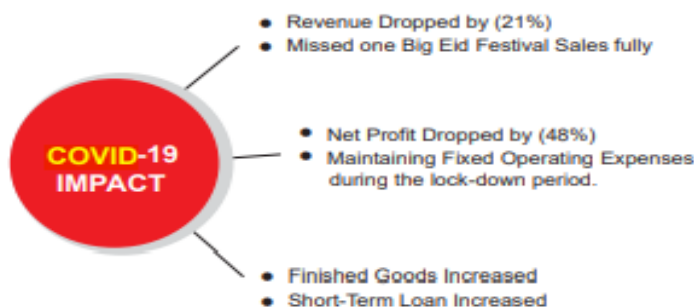 Revenue Dropped by (21%)
Missed one Big Eid Festival Sales fully
COVID-19
IMPACT
Net Profit Dropped by (48%)
Maintaining Fixed Operating Expenses
during the lock-down period.
Finished Goods Increased
Short-Term Loan Increased